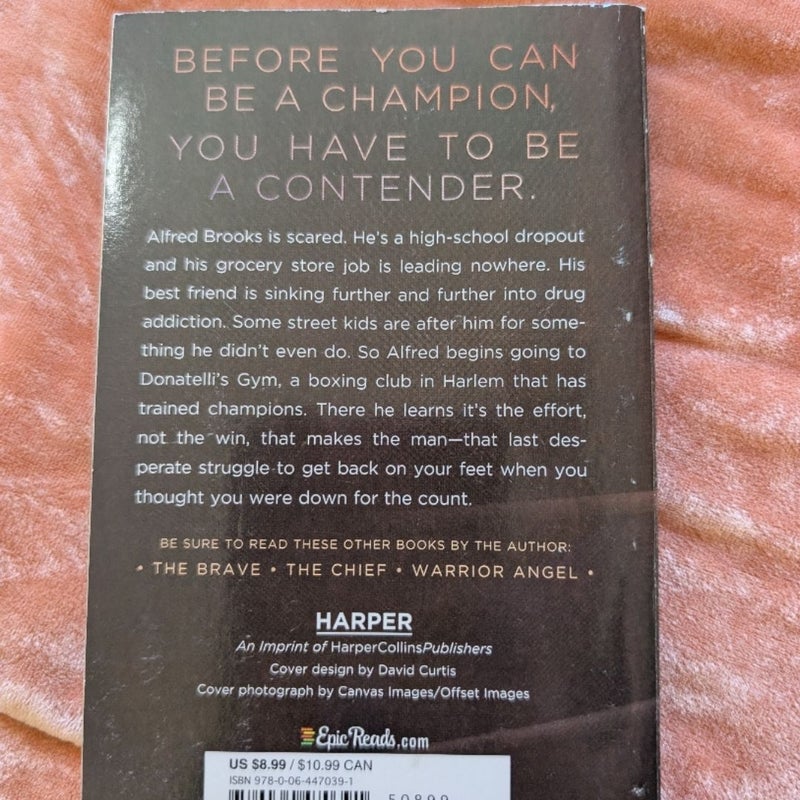 BEFORE YOU CAN
BE A CHAMPION,
YOU HAVE TO BE
A CONTENDER.
Alfred Brooks is scared. He's a high-school dropout
and his grocery store job is leading nowhere. His
best friend is sinking further and further into drug
addiction. Some street kids are after him for some-
thing he didn't even do. So Alfred begins going to
Donatelli's Gym, a boxing club in Harlem that has
trained champions. There he learns it's the effort,
not the win, that makes the man—that last des-
perate struggle to get back on your feet when you
thought you were down for the count.
BE SURE TO READ THESE OTHER BOOKS BY THE AUTHOR:
• THE BRAVE • THE CHIEF • WARRIOR ANGEL •
HARPER
An Imprint of HarperCollinsPublishers
Cover design by David Curtis
Cover photograph by Canvas Images/Offset Images
EpicReads.com
US $8.99 / $10.99 CAN
ISBN 978-0-06-447039-1
50899